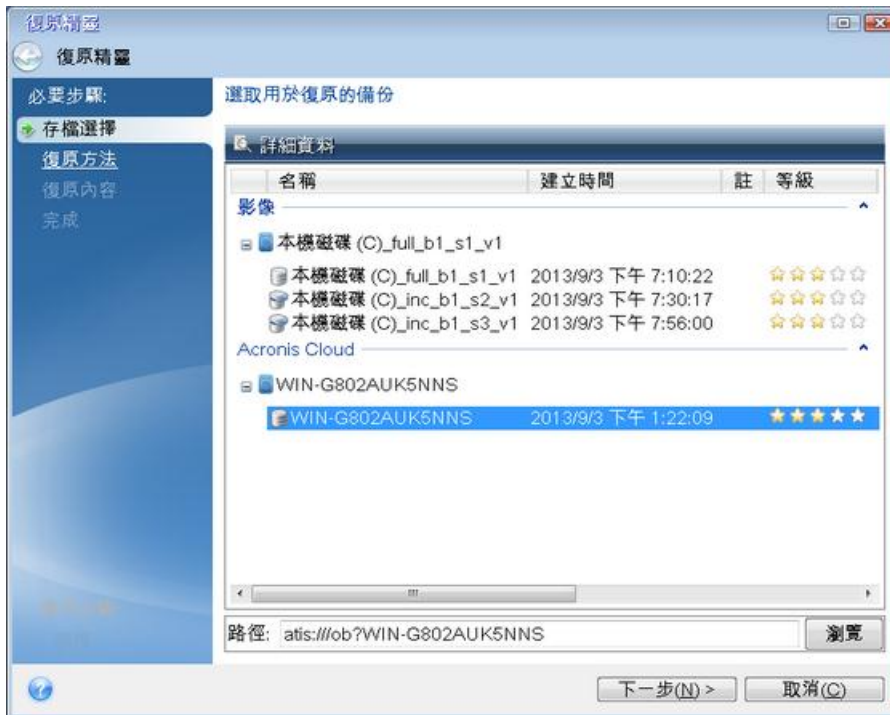 復原精靈
復原精靈
必要步驟:
存檔選擇
復原方法
復原內容
完成
選取用於復原的備份
詳細資料
名稱 建立時間 註 等級
影像
本機磁碟 (C)_full_b1_s1_v1
本機磁碟 (C)_full_b1_s1_v1 2013/9/3 下午 7:10:22
本機磁碟 (C)_inc_b1_s2_v1 2013/9/3 下午 7:30:17
本機磁碟 (C)_inc_b1_s3_v1 2013/9/3 下午 7:56:00
Acronis Cloud
WIN-G802AUK5NNS
WIN-G802AUK5NNS 2013/9/3 下午 1:22:09
路徑: atis:///ob?WIN-G802AUK5NNS 瀏覽
下一步(N) > 取消(C)